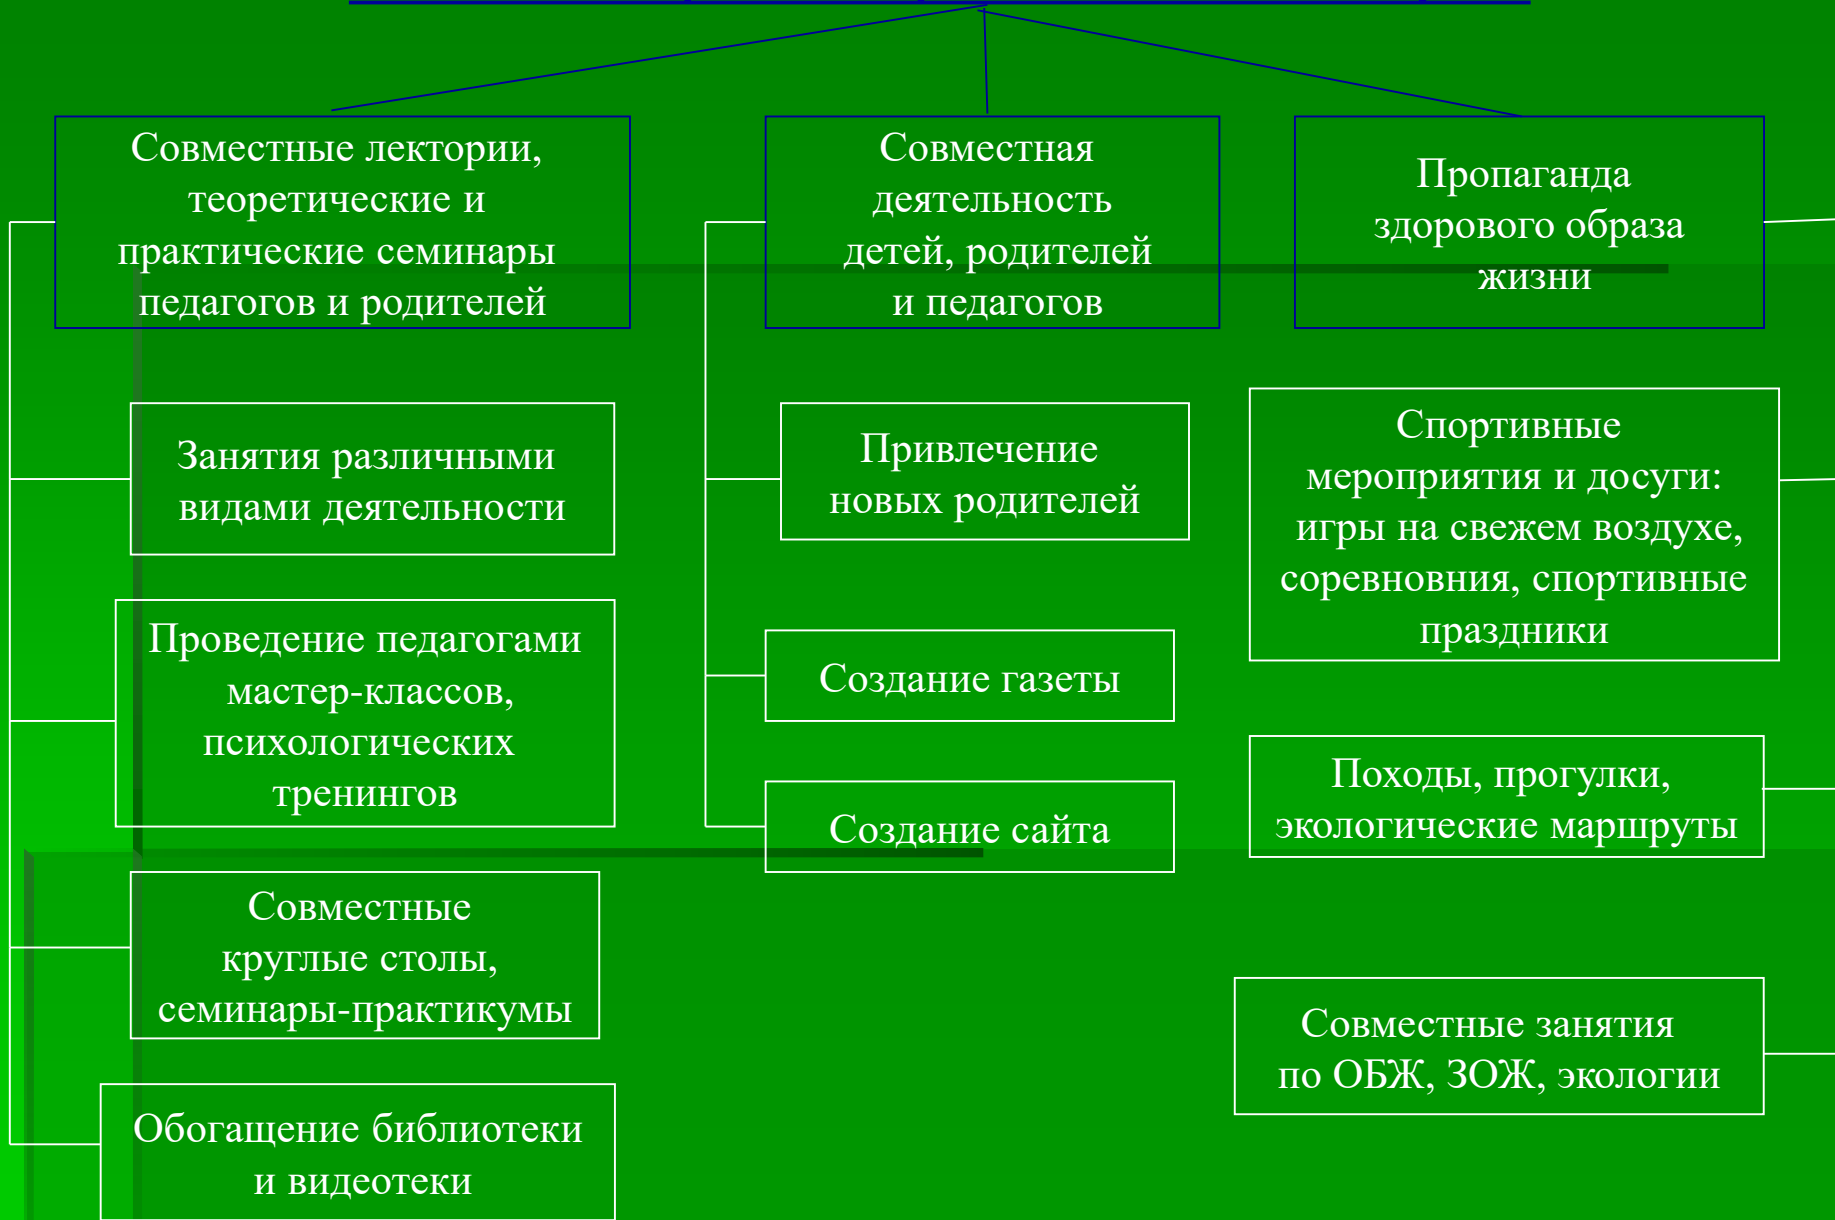 Совместные лектории,
теоретические и
практические семинары
педагогов и родителей
Занятия различными
видами деятельности
Проведение педагогами
мастер-классов,
психологических
тренингов
Совместные
круглые столы,
семинары-практикумы
Обогащение библиотеки
и видеотеки
Совместная
деятельность
детей, родителей
и педагогов
Привлечение
новых родителей
Создание газеты
Создание сайта
Пропаганда
здорового образа
жизни
Спортивные
мероприятия и досуги:
игры на свежем воздухе,
соревновния, спортивные
праздники
Походы, прогулки,
экологические маршруты
Совместные занятия
по ОБЖ, ЗОЖ, экологии